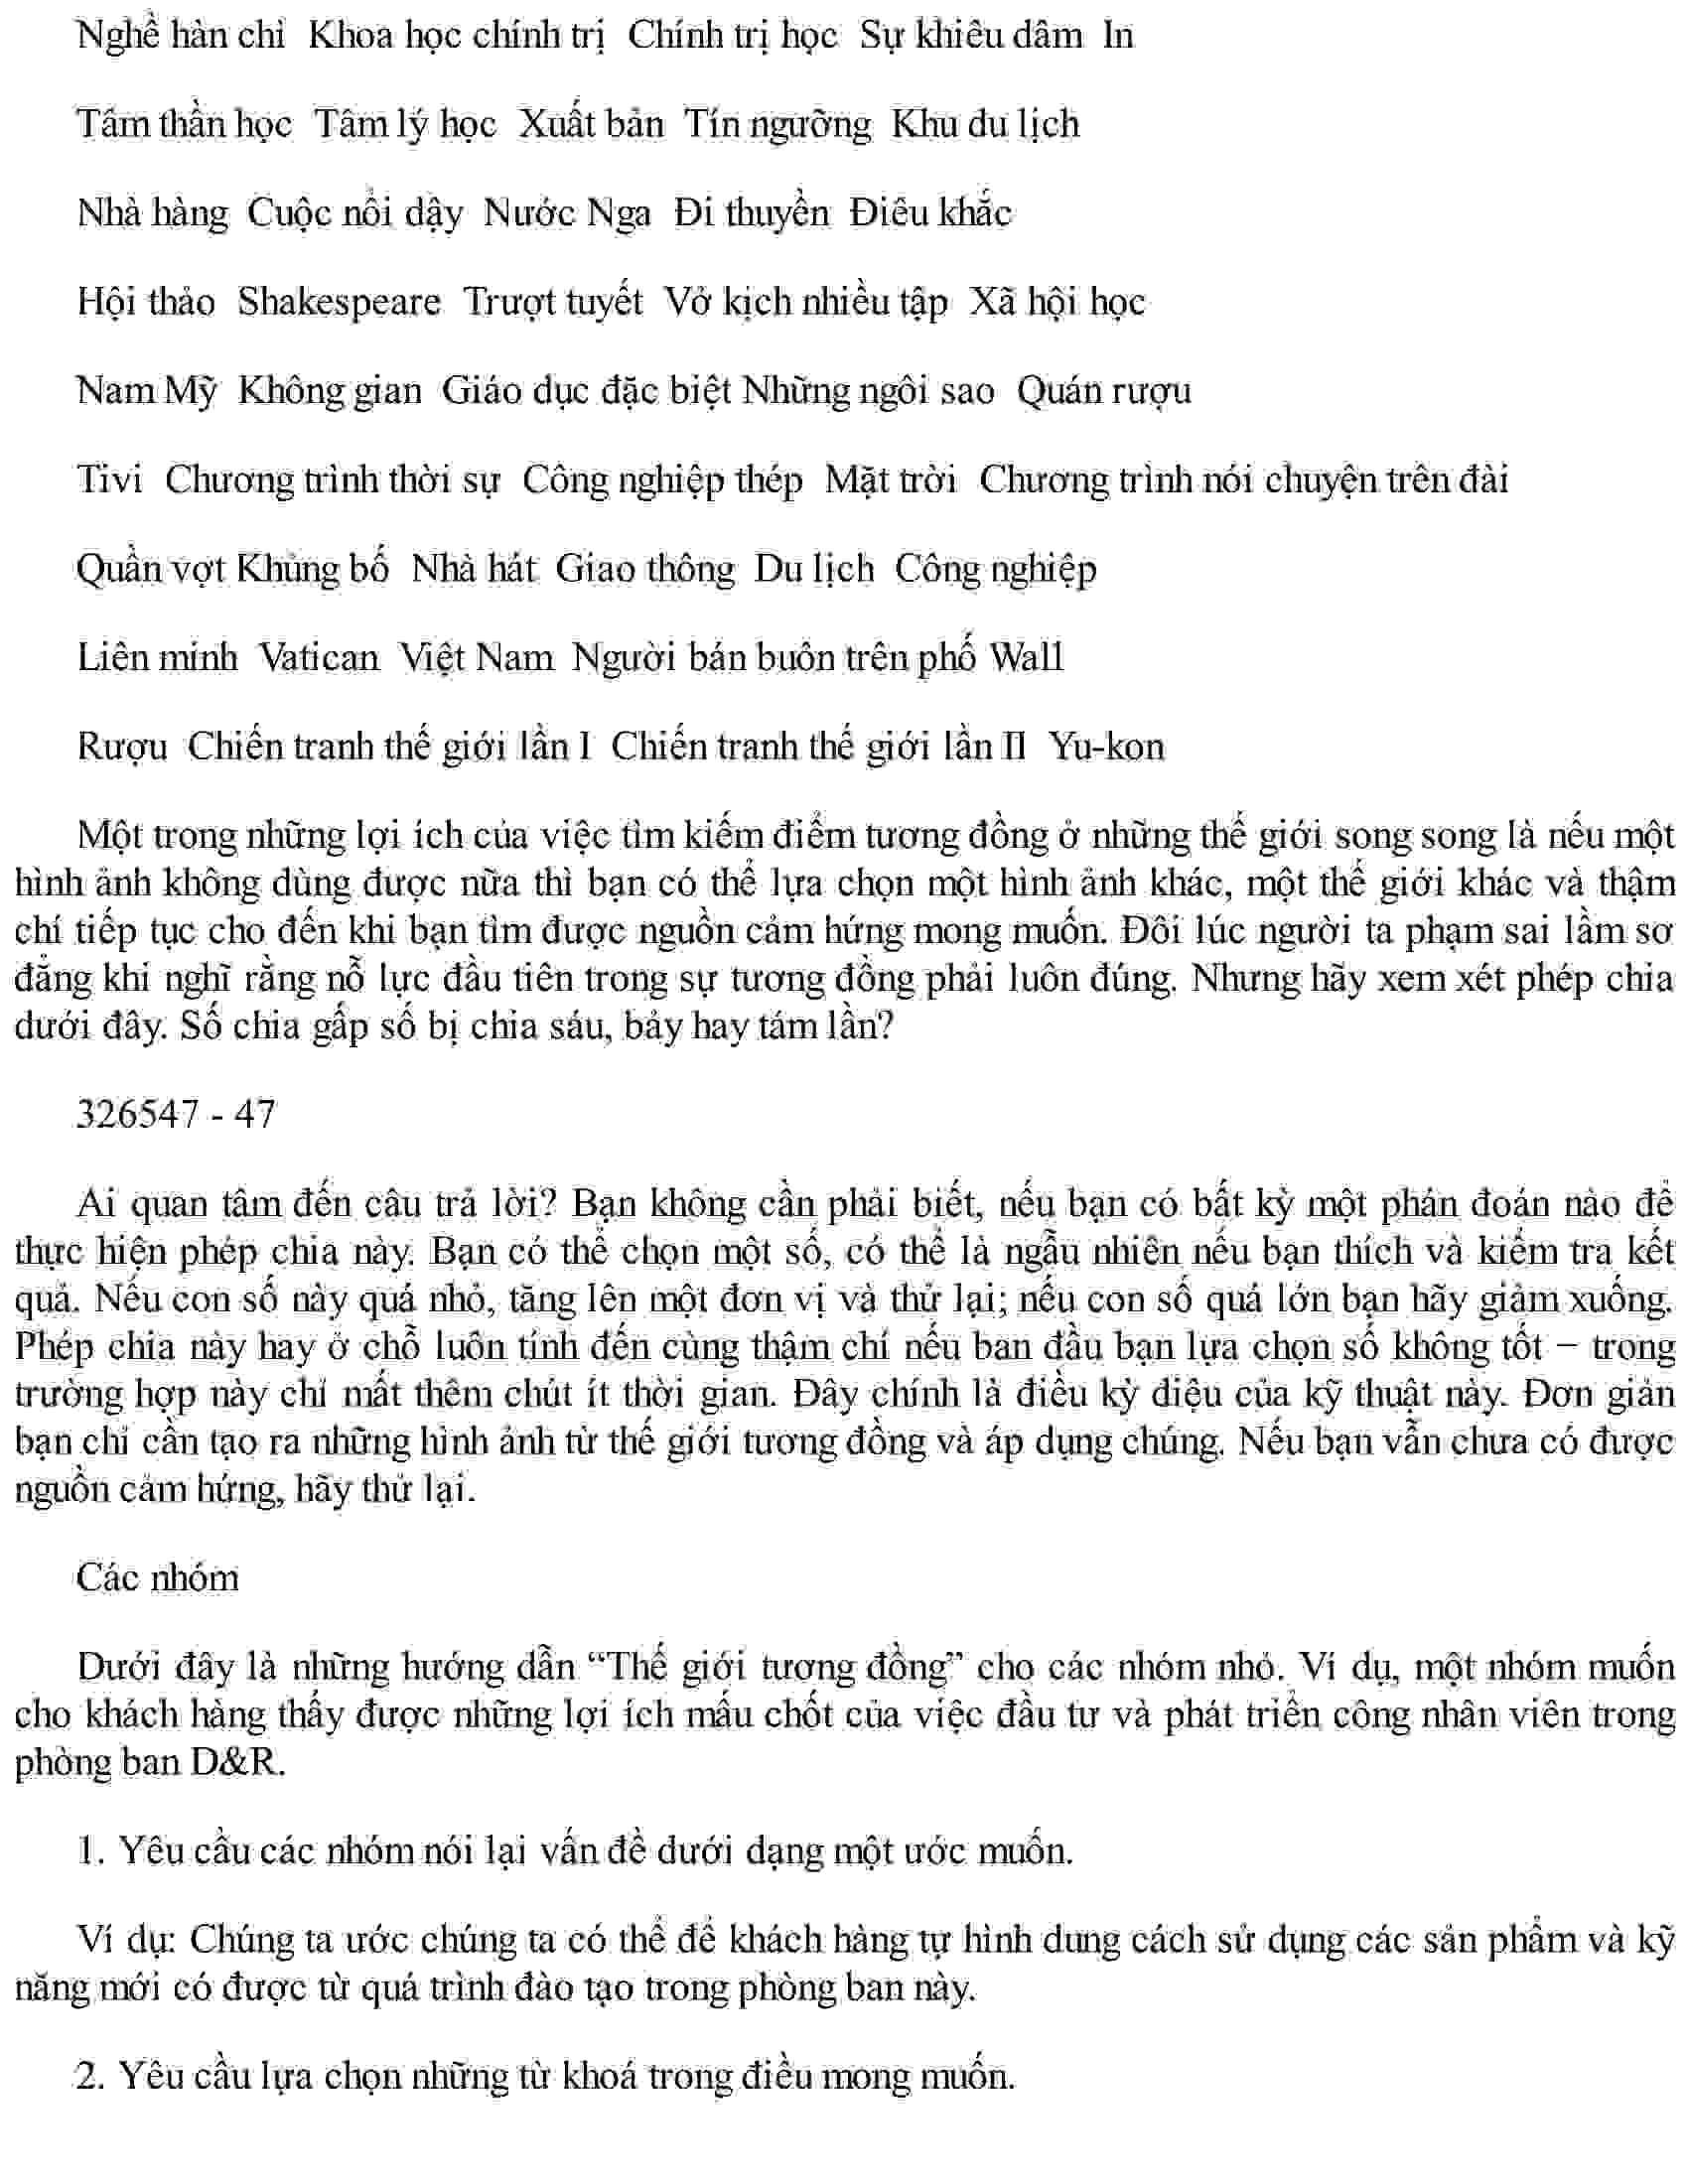 Nghề hàn chì Khoa học chính trị Chính trị học Sự khiêu dâm In
Tâm thần học Tâm lý học Xuất bản Tín ngưỡng Khu du lịch
Nhà hàng Cuộc nổi dậy Nước Nga Đi thuyền Điêu khắc
Hội thảo Shakespeare Trượt tuyết Vở kịch nhiều tập Xã hội học
Nam Mỹ Không gian Giáo dục đặc biệt Những ngôi sao Quán rượu
Tivi Chương trình thời sự Công nghiệp thép Mặt trời Chương trình nói chuyện trên đài
Quần vợt Khủng bố Nhà hát Giao thông Du lịch Công nghiệp
Liên minh Vatican Việt Nam Người bán buôn trên phố Wall
Rượu Chiến tranh thế giới lần I Chiến tranh thế giới lần II Yu-kon
Một trong những lợi ích của việc tìm kiếm điểm tương đồng ở những thế giới song song là nếu một
hình ảnh không dùng được nữa thì bạn có thể lựa chọn một hình ảnh khác, một thế giới khác và thậm
chí tiếp tục cho đến khi bạn tìm được nguồn cảm hứng mong muốn. Đôi lúc người ta phạm sai lầm sơ
đẳng khi nghĩ rằng nỗ lực đầu tiên trong sự tương đồng phải luôn đúng. Nhưng hãy xem xét phép chia
dưới đây. Số chia gấp số bị chia sáu, bảy hay tám lần?
326547 - 47
Ai quan tâm đến câu trả lời? Bạn không cần phải biết, nếu bạn có bất kỳ một phán đoán nào để
thực hiện phép chia này. Bạn có thể chọn một số, có thể là ngẫu nhiên nếu bạn thích và kiểm tra kết
quả. Nếu con số này quá nhỏ, tăng lên một đơn vị và thử lại; nếu con số quá lớn bạn hãy giảm xuống.
Phép chia này hay ở chỗ luôn tính đến cùng thậm chí nếu ban đầu bạn lựa chọn số không tốt – trong
trường hợp này chỉ mất thêm chút ít thời gian. Đây chính là điều kỳ diệu của kỹ thuật này. Đơn giản
bạn chỉ cần tạo ra những hình ảnh từ thế giới tương đồng và áp dụng chúng. Nếu bạn vẫn chưa có được
nguồn cảm hứng, hãy thử lại.
Các nhóm
Dưới đây là những hướng dẫn “Thế giới tương đồng” cho các nhóm nhỏ. Ví dụ, một nhóm muốn
cho khách hàng thấy được những lợi ích mấu chốt của việc đầu tư và phát triển công nhân viên trong
phòng ban D&R.
1. Yêu cầu các nhóm nói lại vấn đề dưới dạng một ước muốn.
Ví dụ: Chúng ta ước chúng ta có thể để khách hàng tự hình dung cách sử dụng các sản phẩm và kỹ
năng mới có được từ quá trình đào tạo trong phòng ban này.
2. Yêu cầu lựa chọn những từ khoá trong điều mong muốn.